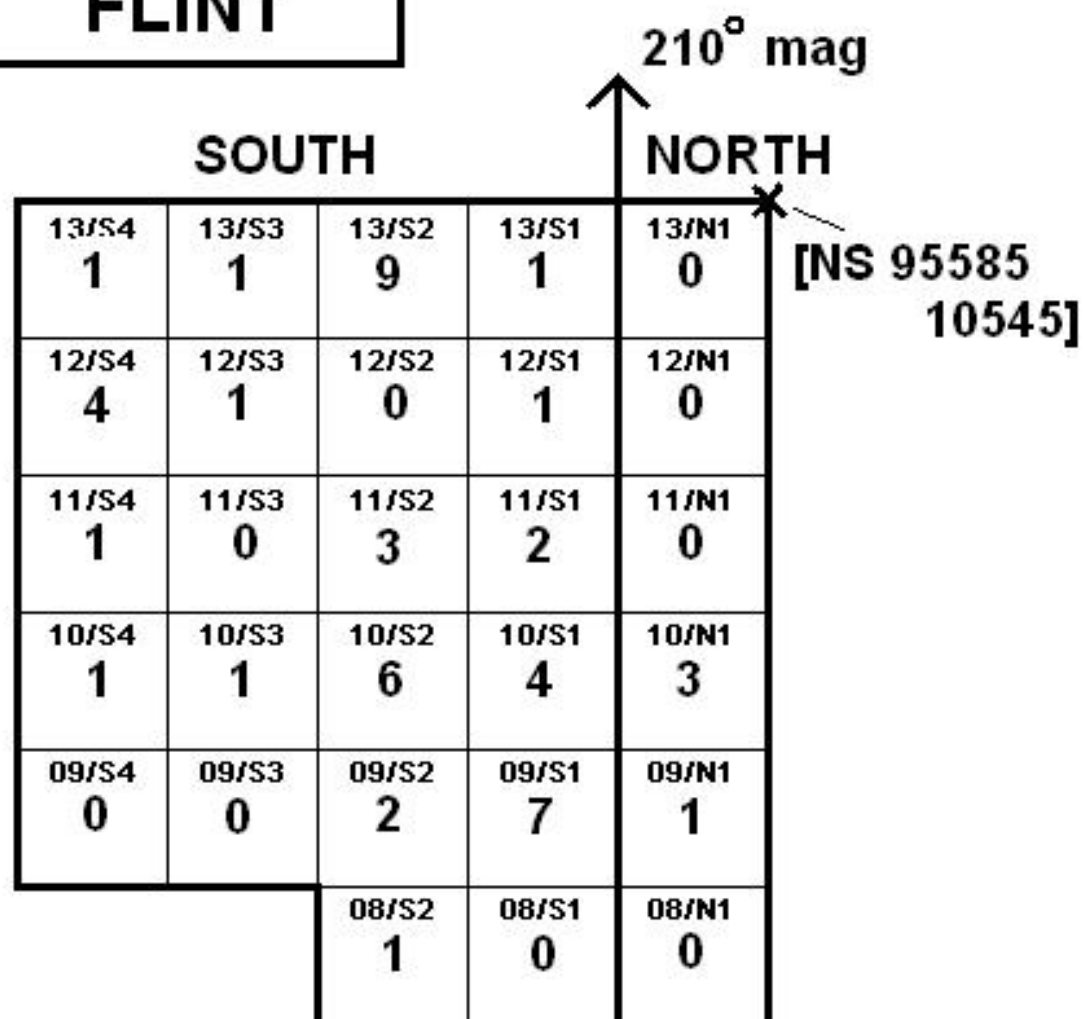 FLINT
210° mag
SOUTH NORTH
13/S4 13/S3 13/S2 13/S1 13/N1
1 1 9 1 0
[NS 95585
10545]
12/S4 12/S3 12/S2 12/S1 12/N1
4 1 0 1 0
11/S4 11/S3 11/S2 11/S1 11/N1
1 0 3 2 0
10/S4 10/S3 10/S2 10/S1 10/N1
1 1 6 4 3
09/S4 09/S3 09/S2 09/S1 09/N1
0 0 2 7 1
08/S2 08/S1 08/N1
1 0 0